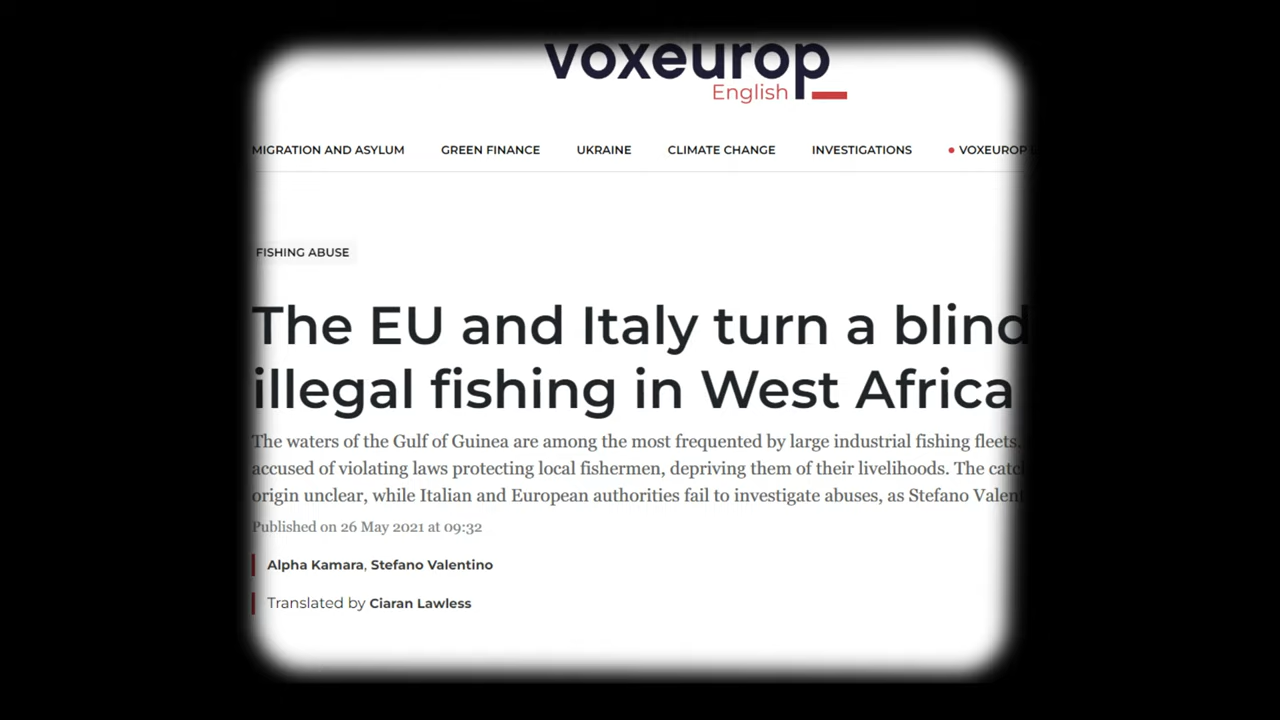 voxeurop
English
MIGRATION AND ASYLUM GREEN FINANCE UKRAINE CLIMATE CHANGE INVESTIGATIONS VOXEUROP
FISHING ABUSE
The EU and Italy turn a blind
illegal fishing in West Africa
The waters of the Gulf of Guinea are among the most frequented by large industrial fishing fleets.
accused of violating laws protecting local fishermen, depriving them of their livelihoods. The
origin unclear, while Italian and European authorities fail to investigate abuses, as Stefano
Published on 26 May 2021 at 09:32
Alpha Kamara, Stefano Valentino
Translated by Ciaran Lawless